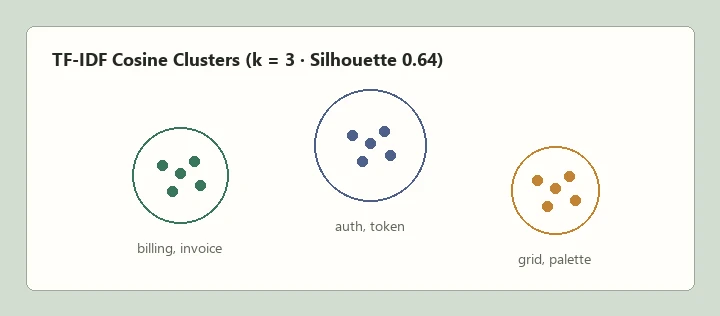 TF-IDF Cosine Clusters (k = 3 · Silhouette 0.64)
billing, invoice
auth, token
grid, palette